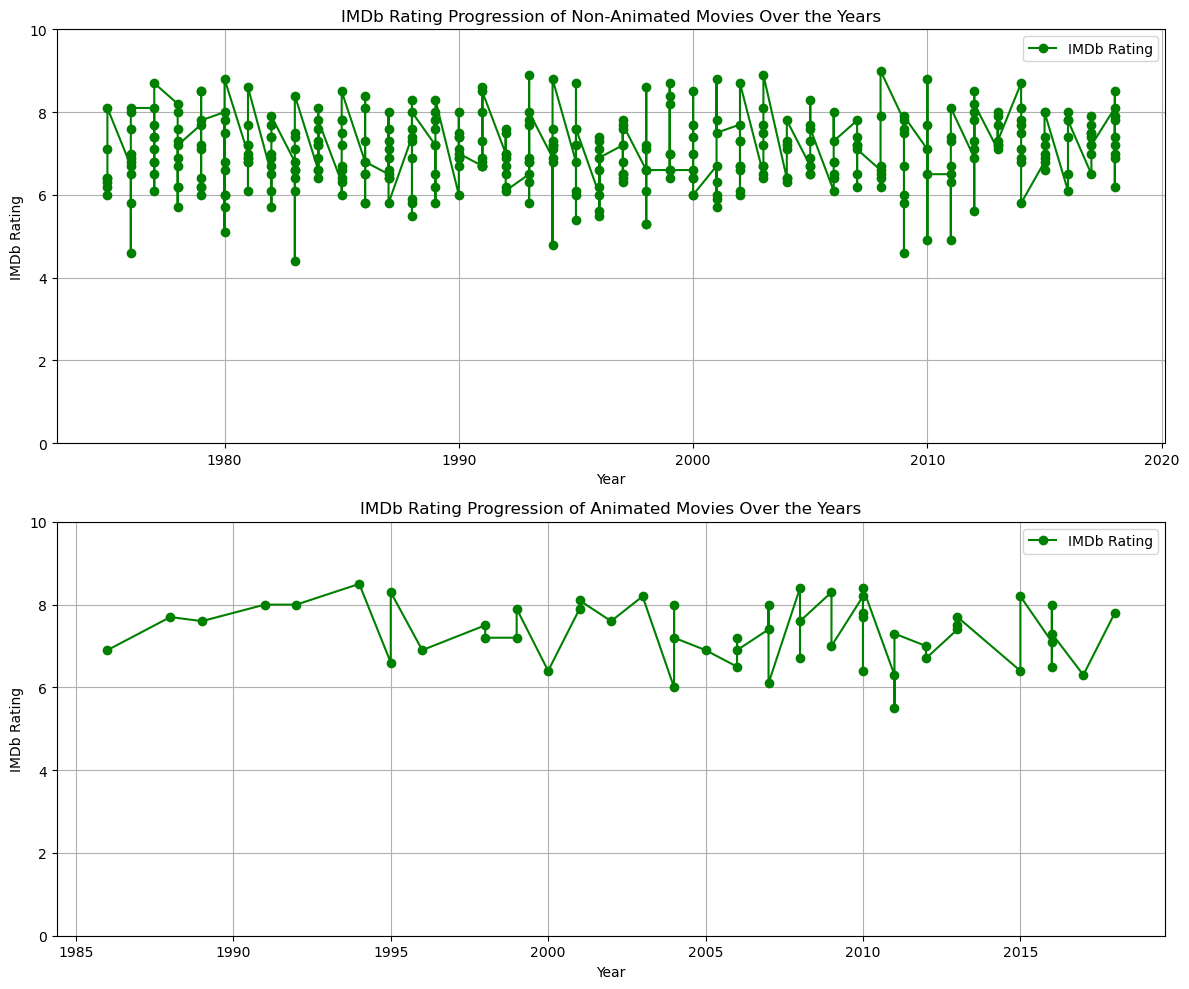 IMDb Rating Progression of Non-Animated Movies Over the Years
10
8
6
4
2
0
IMDb Rating
IMDb Rating
1980 1990 2000 2010 2020
Year
IMDb Rating Progression of Animated Movies Over the Years
10
8
6
4
2
0
IMDb Rating
IMDb Rating
1985 1990 1995 2000 2005 2010 2015
Year